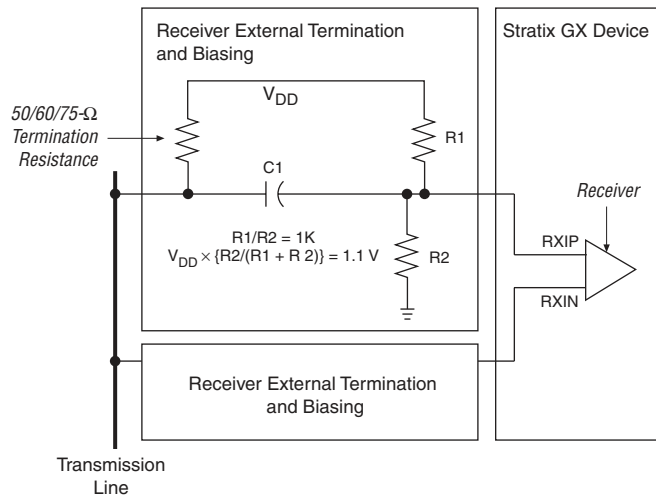 Receiver External Termination
and Biasing
Stratix GX Device
V_DD
50/60/75-Ω
Termination
Resistance
R1
C1
Receiver
R1/R2 = 1K
V_DD × {R2/(R1 + R 2)} = 1.1 V
R2
RXIP
RXIN
Receiver External Termination
and Biasing
Transmission
Line